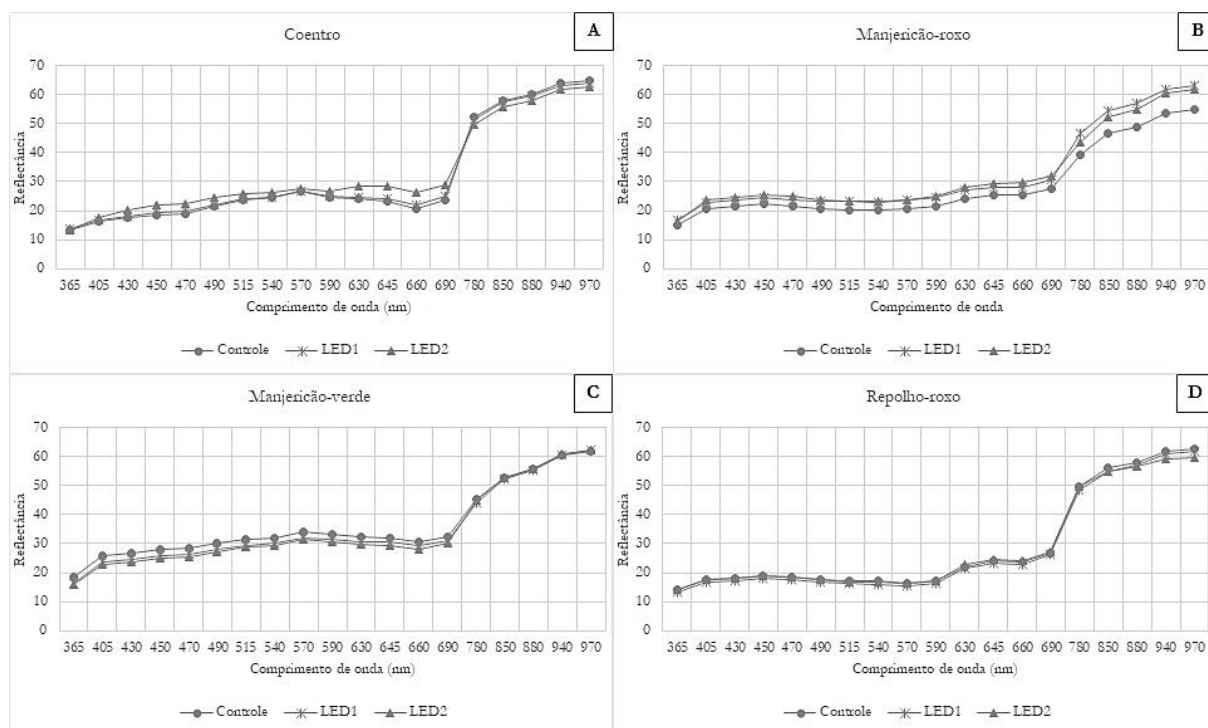 Coentro
A
Reflectância
70
60
50
40
30
20
10
0
365 405 430 450 470 490 515 540 570 590 630 645 660 690 780 850 880 940 970
Comprimento de onda (nm)
Controle LED1 LED2
Manjericão-roxo
B
Reflectância
70
60
50
40
30
20
10
0
365 405 430 450 470 490 515 540 570 590 630 645 660 690 780 850 880 940 970
Comprimento de onda
Controle LED1 LED2
Manjericão-verde
C
Reflectância
70
60
50
40
30
20
10
0
365 405 430 450 470 490 515 540 570 590 630 645 660 690 780 850 880 940 970
Comprimento de onda (nm)
Controle LED1 LED2
Repolho-roxo
D
Reflectância
70
60
50
40
30
20
10
0
365 405 430 450 470 490 515 540 570 590 630 645 660 690 780 850 880 940 970
Comprimento de onda (nm)
Controle LED1 LED2